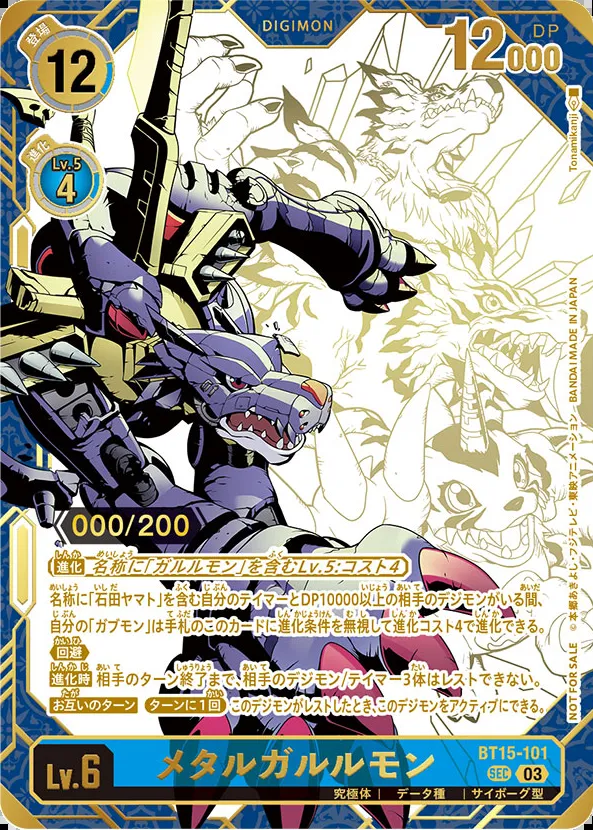 DIGIMON
登場
12
DP
12000
進化
Lv.5
4
Tonamikanji
000/200
進化 名称に「ガルルモン」を含むLv.5:コスト4
名称に「石田ヤマト」を含む自分のテイマーとDP10000以上の相手のデジモンがいる間、
自分の「ガブモン」は手札のこのカードに進化条件を無視して進化コスト4で進化できる。
回避
進化時 相手のターン終了まで、相手のデジモン/テイマー3体はレストできない。
お互いのターン ターンに1回 このデジモンがレストしたとき、このデジモンをアクティブにできる。
NOT FOR SALE ©本郷あきよし・フジテレビ・東映アニメーション BANDAI MADE IN JAPAN
Lv.6
メタルガルルモン
BT15-101
SEC 03
究極体 | データ種 | サイボーグ型